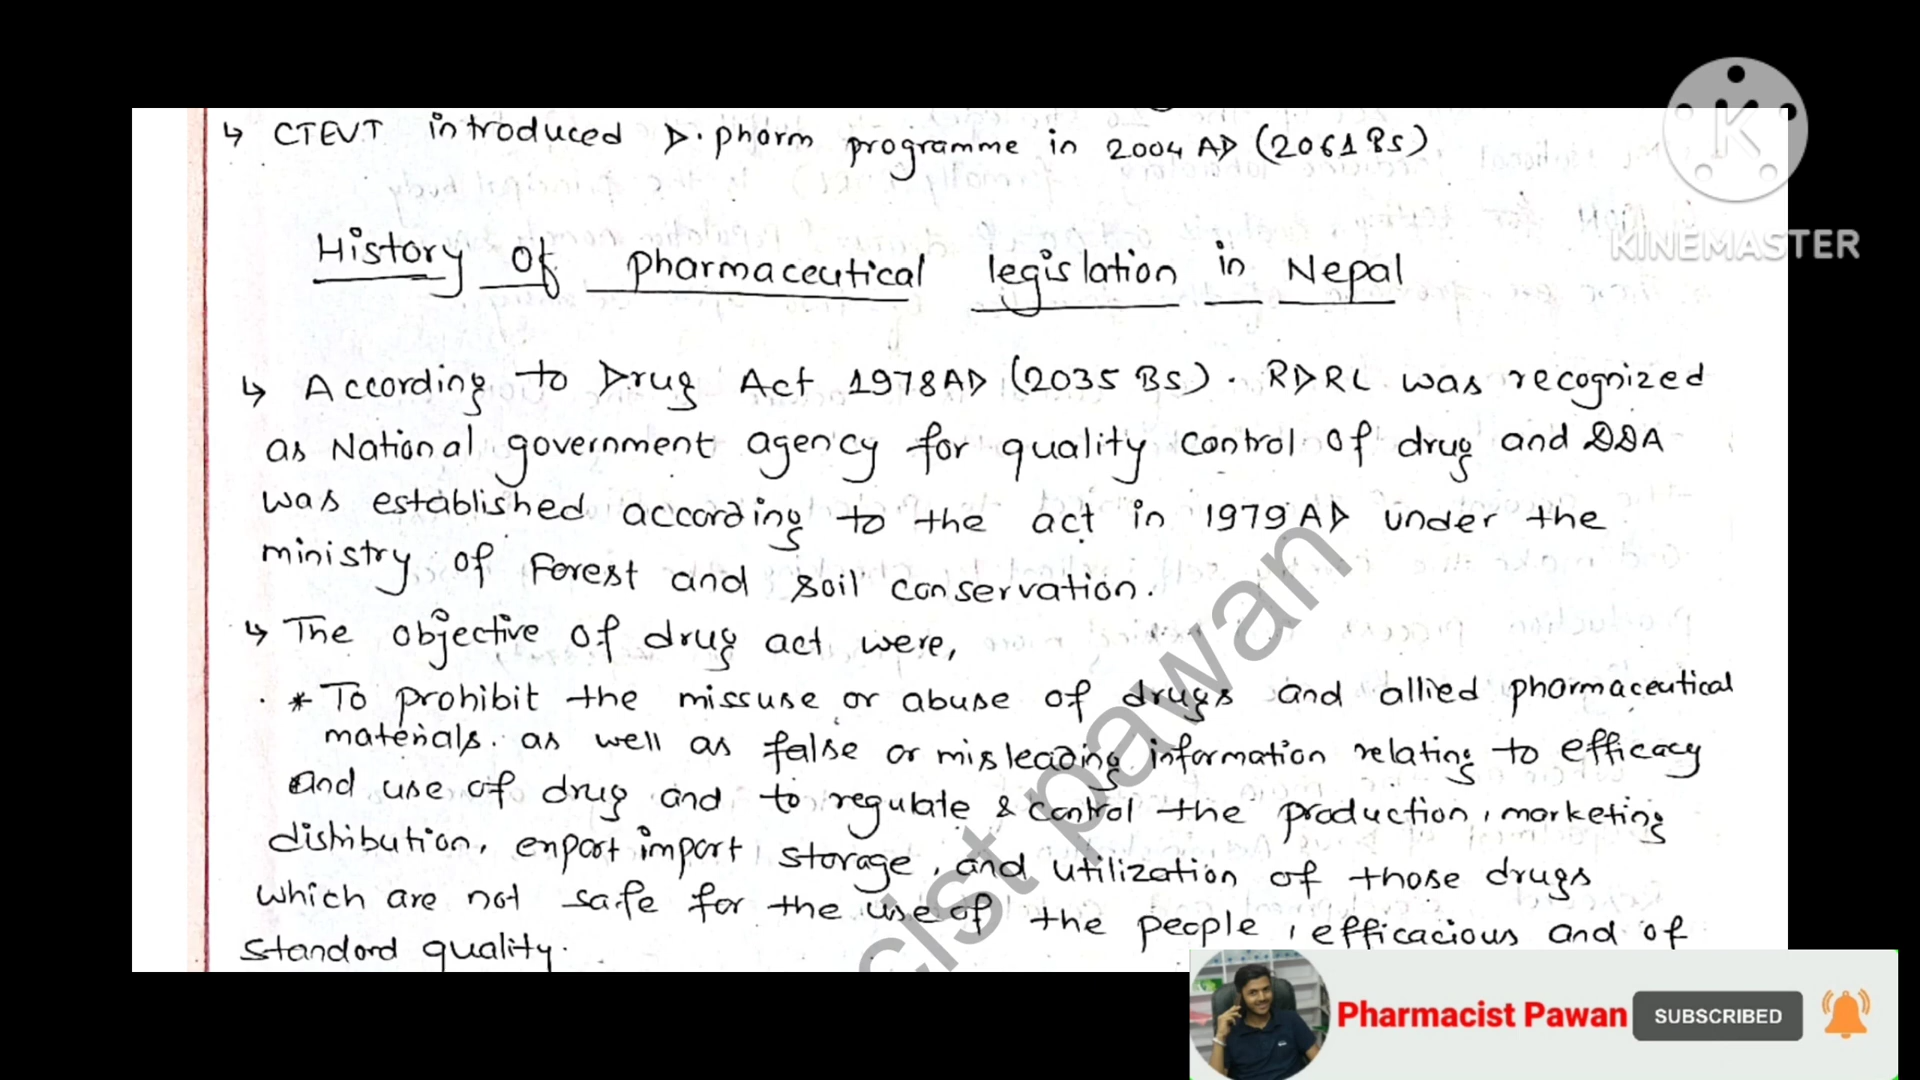 ↳ CTEVT introduced D.pharm programme in 2004 AD (2061 BS)
KINEMASTER
History Of pharmaceutical legislation in Nepal
↳ According to Drug Act 1978AD (2035 BS). RDRL was recognized
as National government agency for quality control of drug and DDA
was established according to the act in 1979 AD under the
ministry of Forest and soil conservation.
↳ The objective of drug act were,
* To prohibit the missuse or abuse of drugs and allied pharmaceutical
materials. as well as false or misleading information relating to efficacy
and use of drug and to regulate & control the production, marketing
distribution, export import storage, and utilization of those drugs
which are not safe for the use of the people, efficacious and of
standard quality.
cist pawan
Pharmacist Pawan SUBSCRIBED